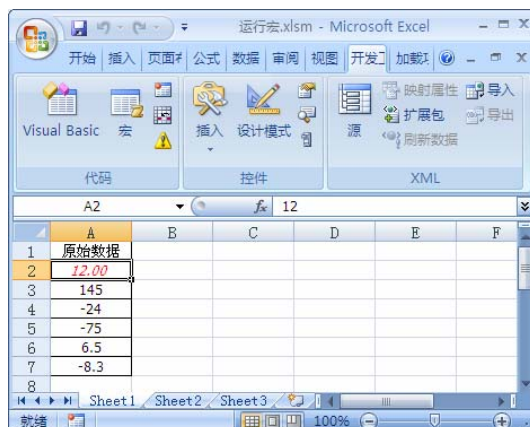 运行宏.xlsm - Microsoft Excel
开始 插入 页面 公式 数据 审阅 视图 开发 加载项
Visual Basic 宏 插入 设计模式 源 映射属性 导入
扩展包 导出
刷新数据
代码 控件 XML
A2 fx 12
A B C D E F
1 原始数据
2 12.00
3 145
4 -24
5 -75
6 6.5
7 -8.3
8
Sheet1 Sheet2 Sheet3
就绪 100%